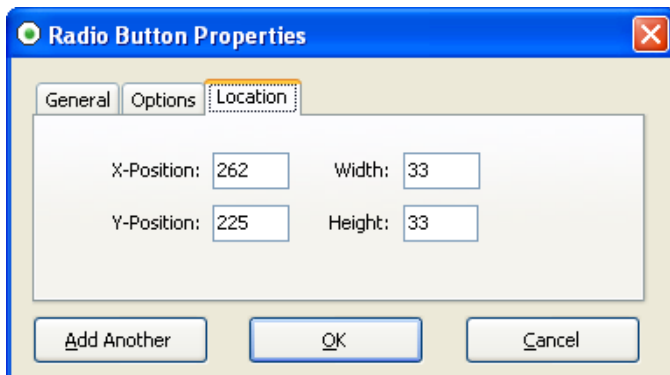 Radio Button Properties
General Options Location
X-Position: 262 Width: 33
Y-Position: 225 Height: 33
Add Another OK Cancel